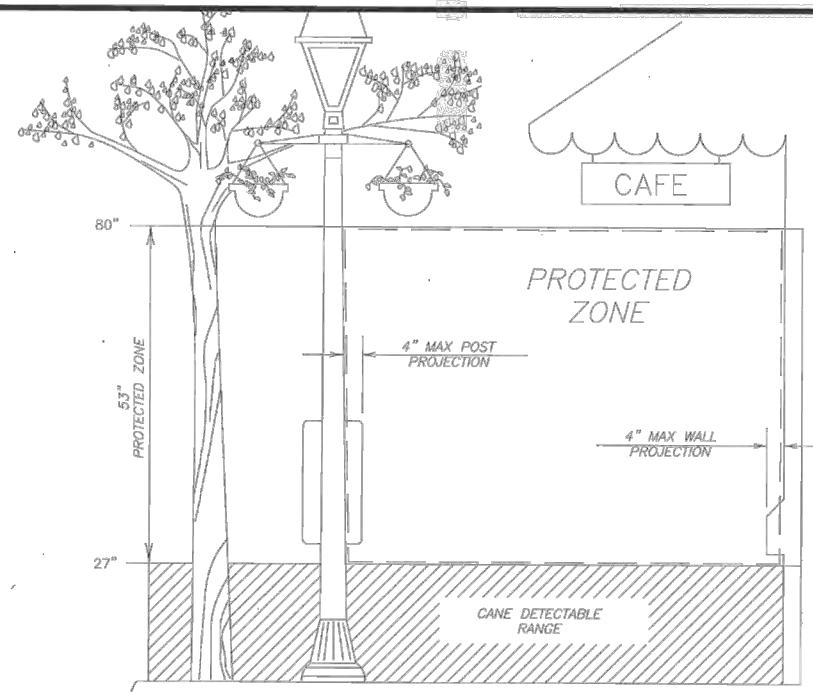 CAFE
80"
PROTECTED
ZONE
4" MAX POST
PROJECTION
53"
PROTECTED ZONE
4" MAX WALL
PROJECTION
27"
CANE DETECTABLE
RANGE